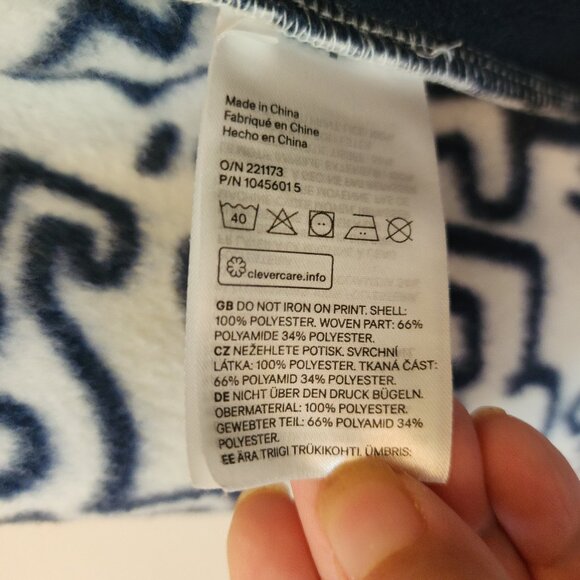 Made in China
Fabriqué en Chine
Hecho en China
O/N 221173
P/N 1045601 5
40
clevercare.info
GB DO NOT IRON ON PRINT. SHELL:
100% POLYESTER. WOVEN PART: 66%
POLYAMIDE 34% POLYESTER.
CZ NEŽEHLETE POTISK. SVRCHNÍ
LÁTKA: 100% POLYESTER. TKANÁ ČÁST:
66% POLYAMID 34% POLYESTER.
DE NICHT ÜBER DEN DRUCK BÜGELN.
OBERMATERIAL: 100% POLYESTER.
GEWEBTER TEIL: 66% POLYAMID 34%
POLYESTER.
EE ÄRA TRIIGI TRÜKIKOHTI. ÜMBRIS: